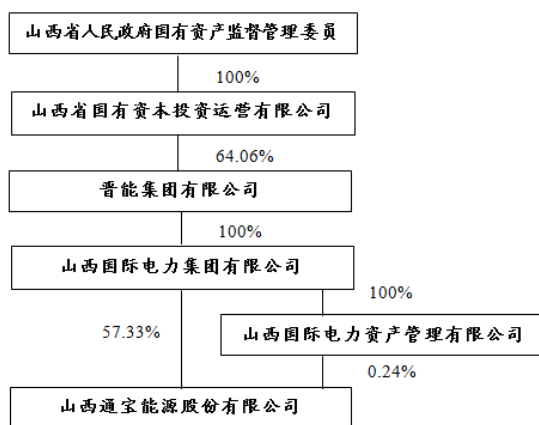 山西省人民政府国有资产监督管理委员
100%
山西省国有资本投资运营有限公司
64.06%
晋能集团有限公司
100%
山西国际电力集团有限公司
100%
57.33%
山西国际电力资产管理有限公司
0.24%
山西通宝能源股份有限公司